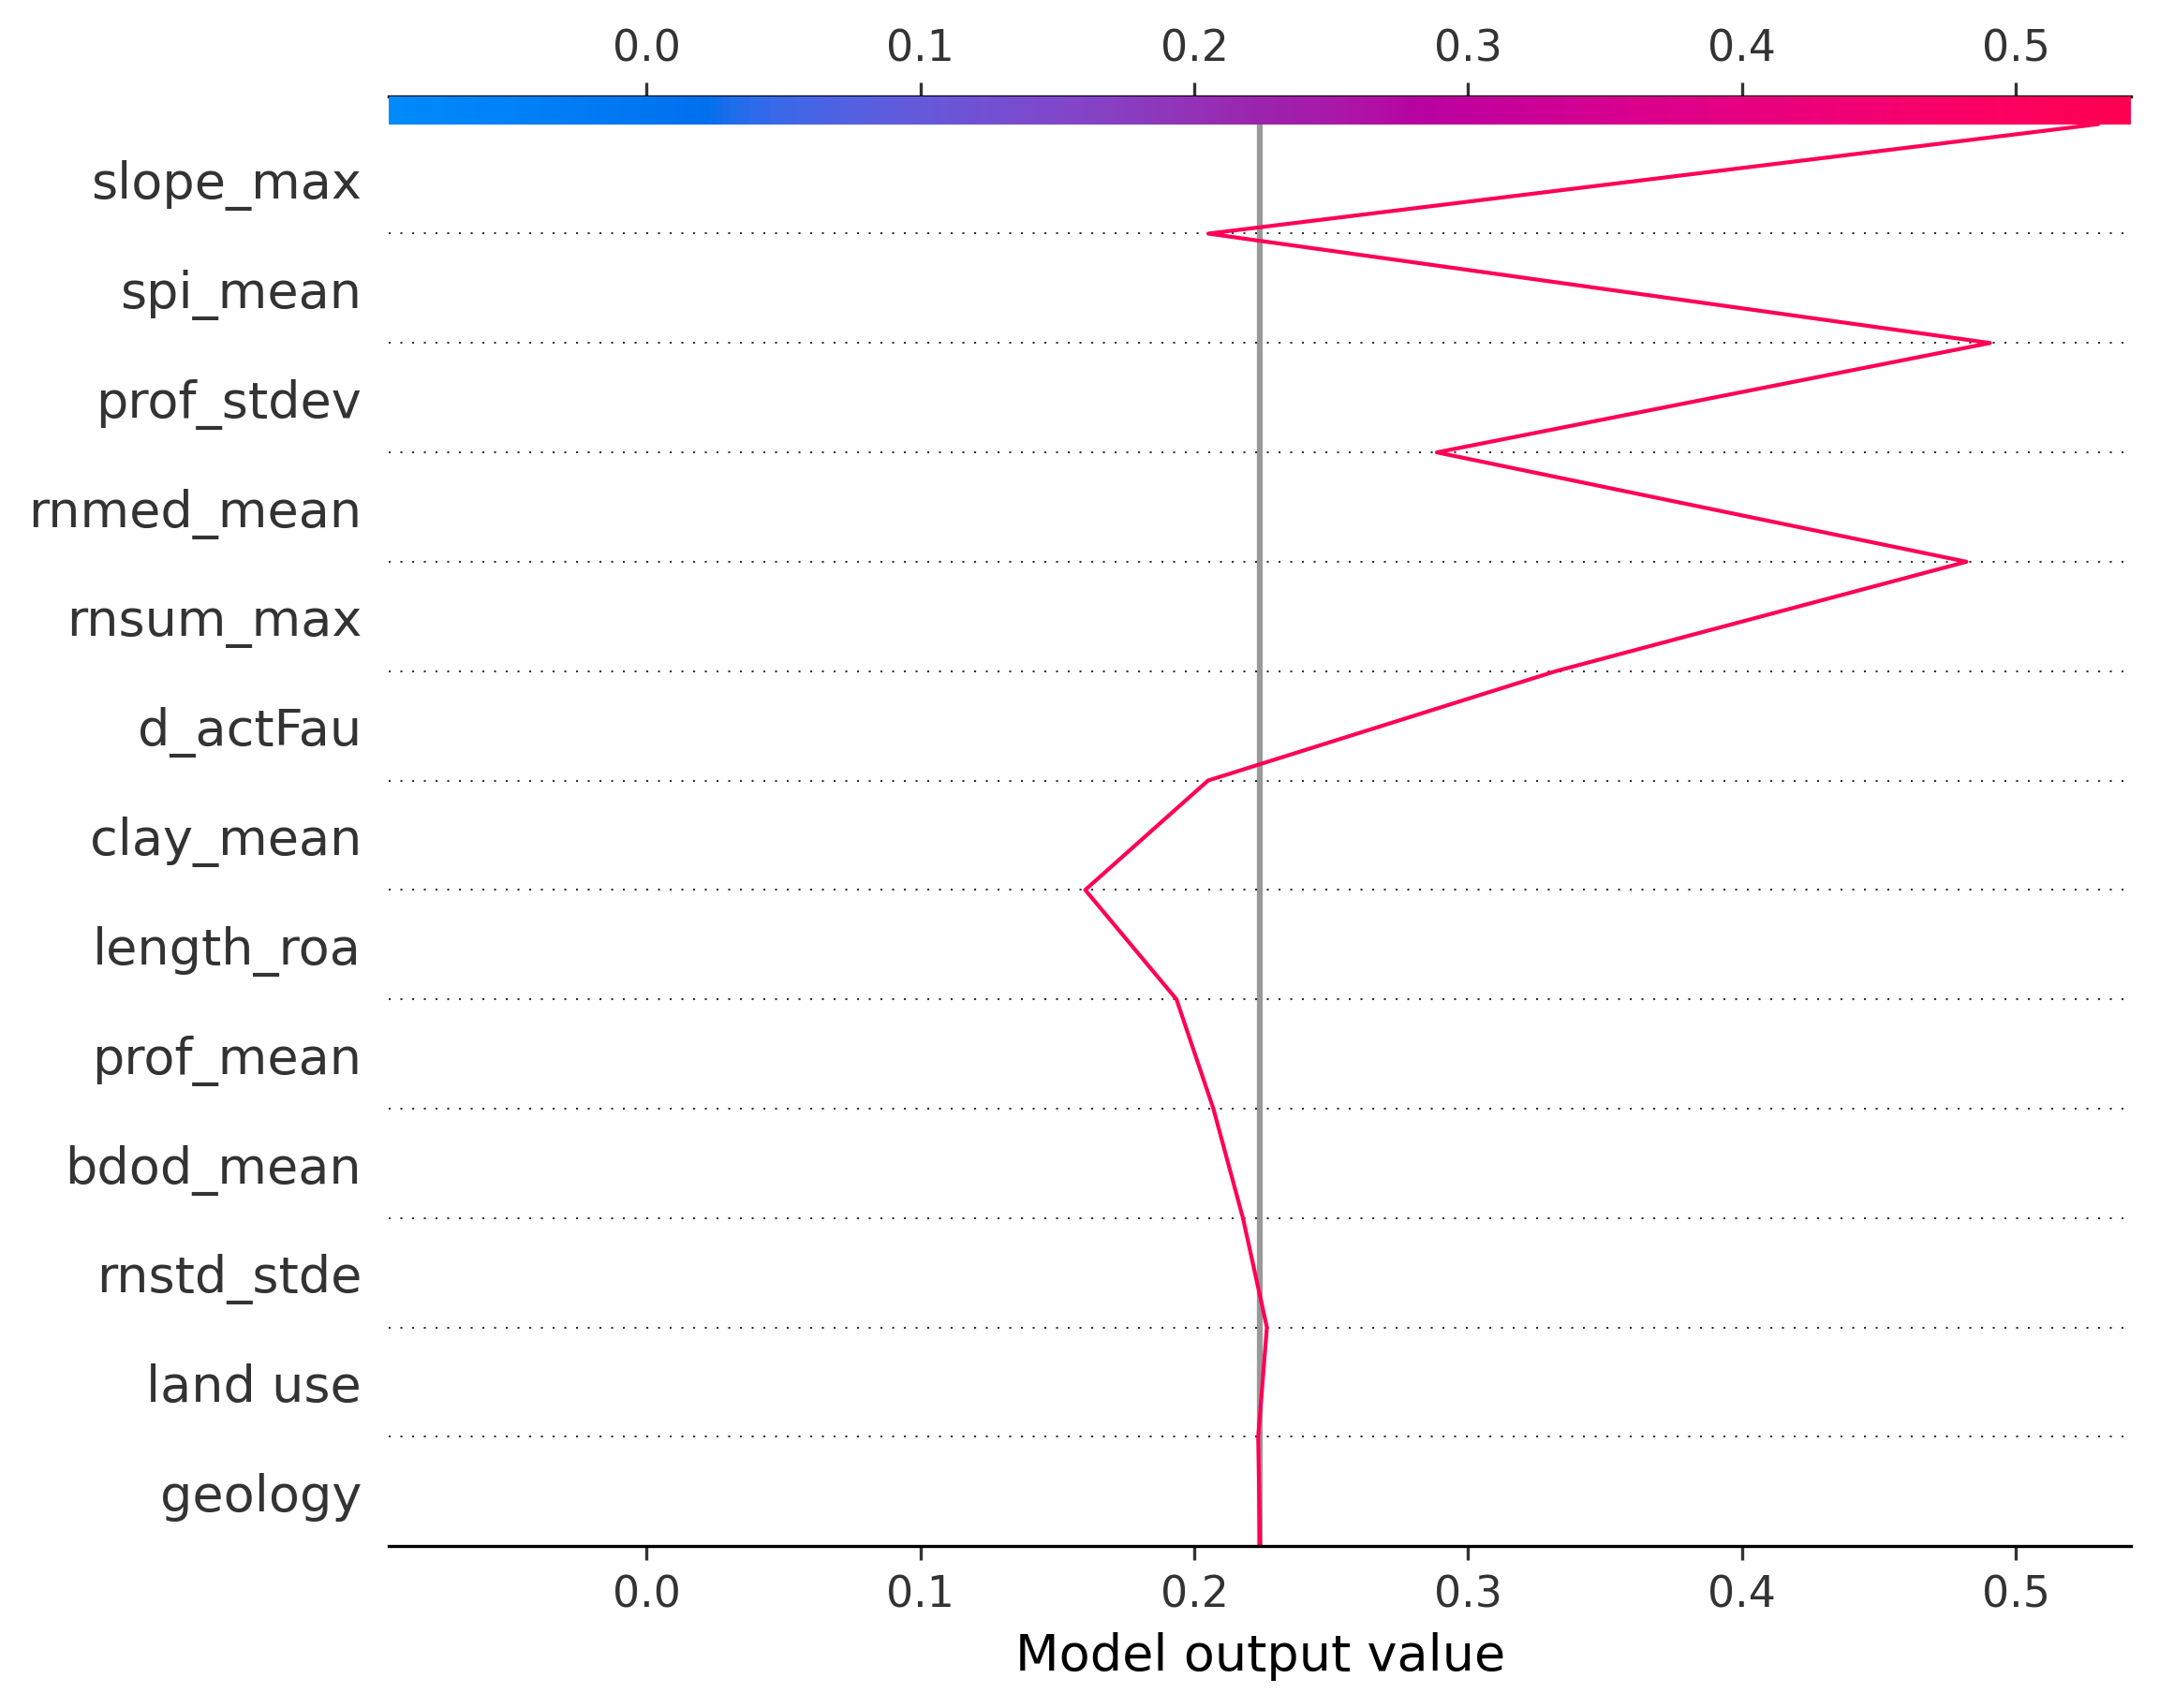 0.0 0.1 0.2 0.3 0.4 0.5
slope_max
spi_mean
prof_stdev
rnmed_mean
rnsum_max
d_actFau
clay_mean
length_roa
prof_mean
bdod_mean
rnstd_stde
land use
geology
0.0 0.1 0.2 0.3 0.4 0.5
Model output value